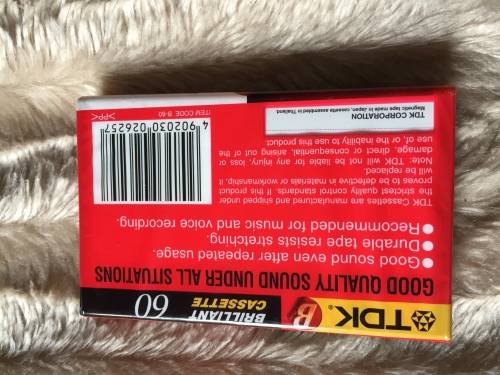 TDK B BRILLIANT CASSETTE 60
GOOD QUALITY SOUND UNDER ALL SITUATIONS
● Good sound even after repeated usage.
● Durable tape resists stretching.
● Recommended for music and voice recording.
TDK Cassettes are manufactured and shipped under
the strictest quality control standards. If this product
proves to be defective in materials or workmanship, it
will be replaced.
Note: TDK will not be liable for any injury, loss or
damage, direct or consequential, arising out of the
use of, or inability to use this product.
TDK CORPORATION
Magnetic tape made in Japan, cassette assembled in Thailand.
4 902030 026257
ITEM CODE B-60
>PP<